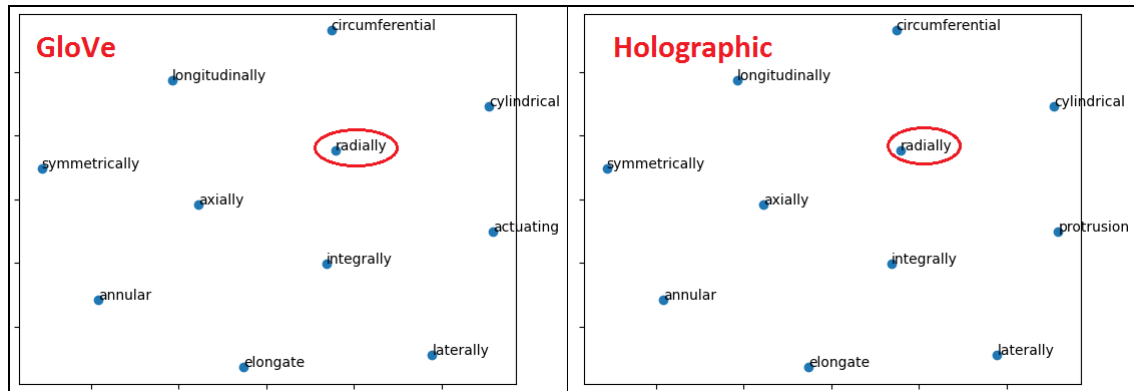 GloVe
circumferential
longitudinally
cylindrical
radially
symmetrically
axially
actuating
integrally
annular
laterally
elongate
Holographic
circumferential
longitudinally
cylindrical
radially
symmetrically
axially
protrusion
integrally
annular
laterally
elongate